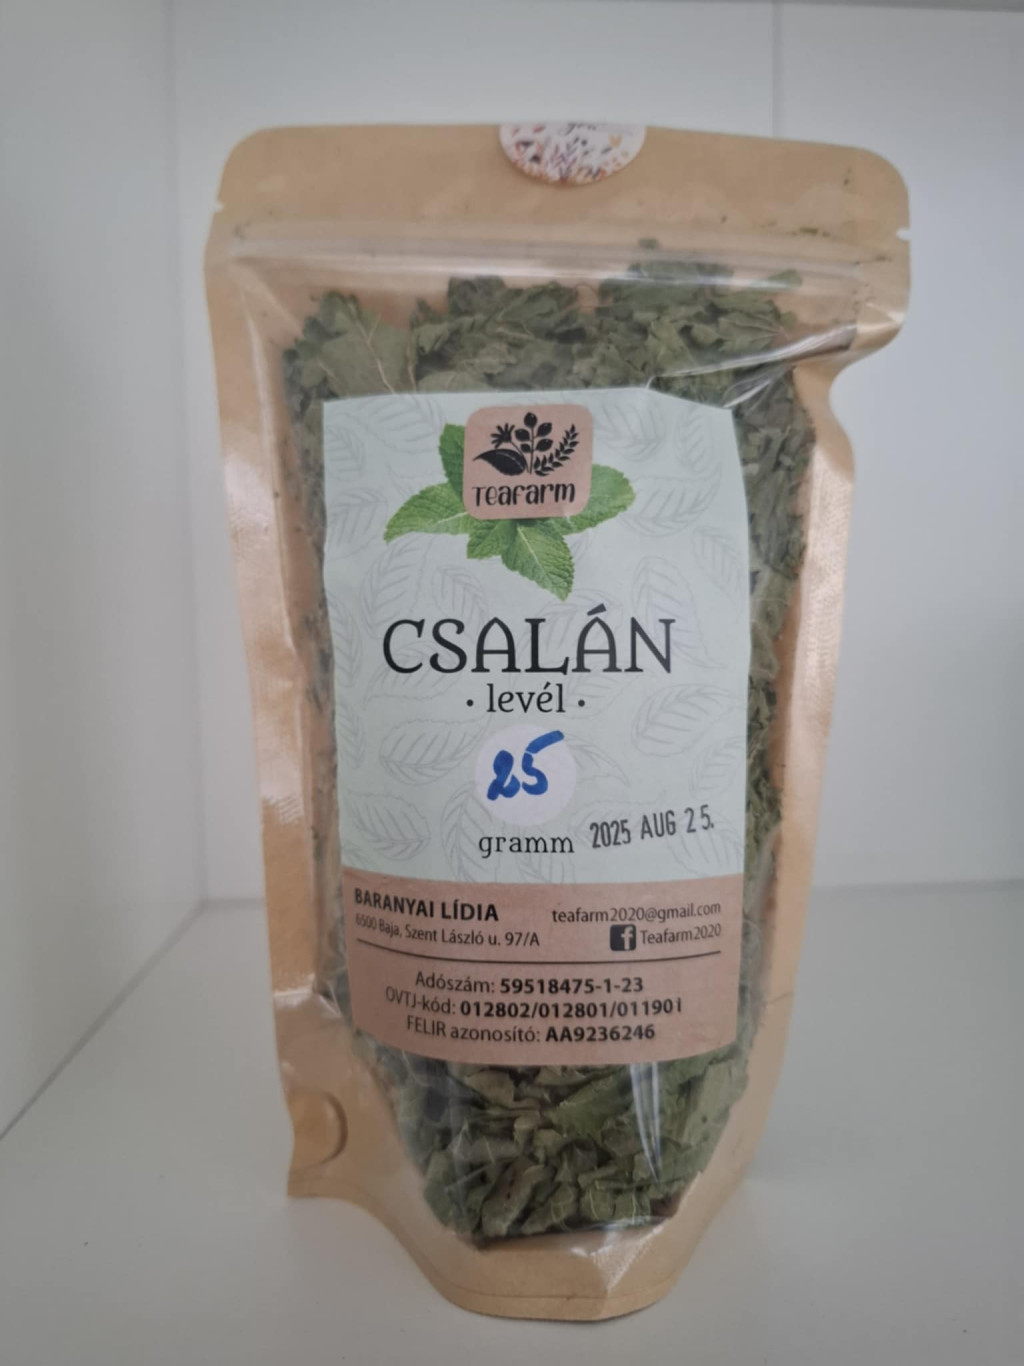 TEAFARM
CSALÁN
· levél ·
25
gramm 2025 AUG 25.
BARANYAI LÍDIA
6500 Baja, Szent László u. 97/A
teafarm2020@gmail.com
f Teafarm2020
Adószám: 59518475-1-23
ŐVTJ-kód: 012802/012801/011901
FELIR azonosító: AA9236246